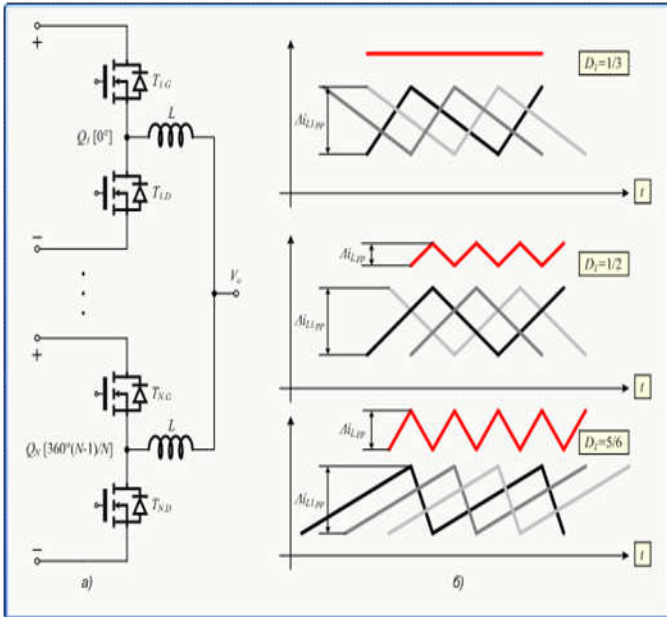 +
T1.G
Q1 [0°]
L
T1.D
−
+
Vo
TN.G
L
QN [360°(N-1)/N]
TN.D
−
а)
D1=1/3
ΔiL1.pp
t
ΔiL.pp
D1=1/2
ΔiL1.pp
t
ΔiL.pp
D1=5/6
ΔiL1.pp
t
б)